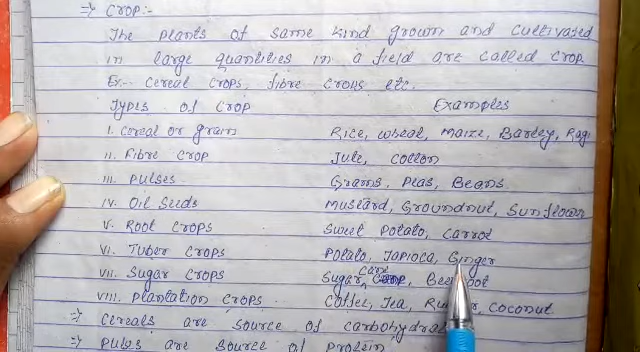 ⇒ Crop:-
The plants of same kind grown and cultivated
in large quantities in a field are called crop
Ex:- Cereal crops, fibre crops etc.
Types of crop Examples
i. Cereal or grain Rice, wheat, maize, Barley, Ragi
ii. Fibre crop Jute, cotton
iii. Pulses Grams, Peas, Beans
iv. Oil Seeds Mustard, Groundnut, Sunflower
v. Root crops Sweet Potato, Carrot
vi. Tuber crops Potato, Tapioca, Ginger
vii. Sugar crops Sugar cane,
viii. Plantation crops Coffee, Tea, Coconut
⇒ Cereals are source of
⇒ Pulses are source of protein